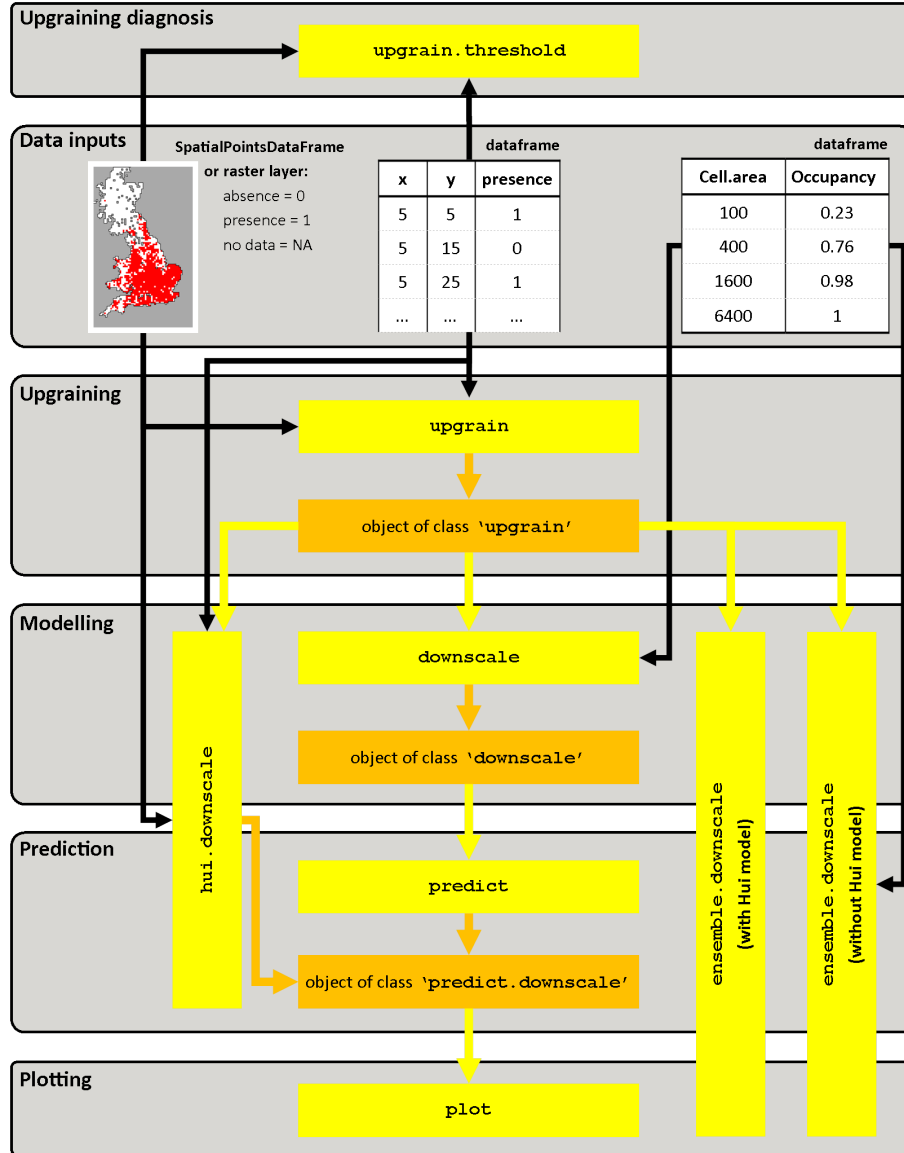 Upgraining diagnosis
upgrain.threshold
Data inputs
SpatialPointsDataFrame
or raster layer:
absence = 0
presence = 1
no data = NA
dataframe
x y presence
5 5 1
5 15 0
5 25 1
... ... ...
dataframe
Cell.area Occupancy
100 0.23
400 0.76
1600 0.98
6400 1
Upgraining
upgrain
object of class ‘upgrain’
Modelling
hui.downscale
downscale
object of class ‘downscale’
ensemble.downscale
(with Hui model)
ensemble.downscale
(without Hui model)
Prediction
predict
object of class ‘predict.downscale’
Plotting
plot